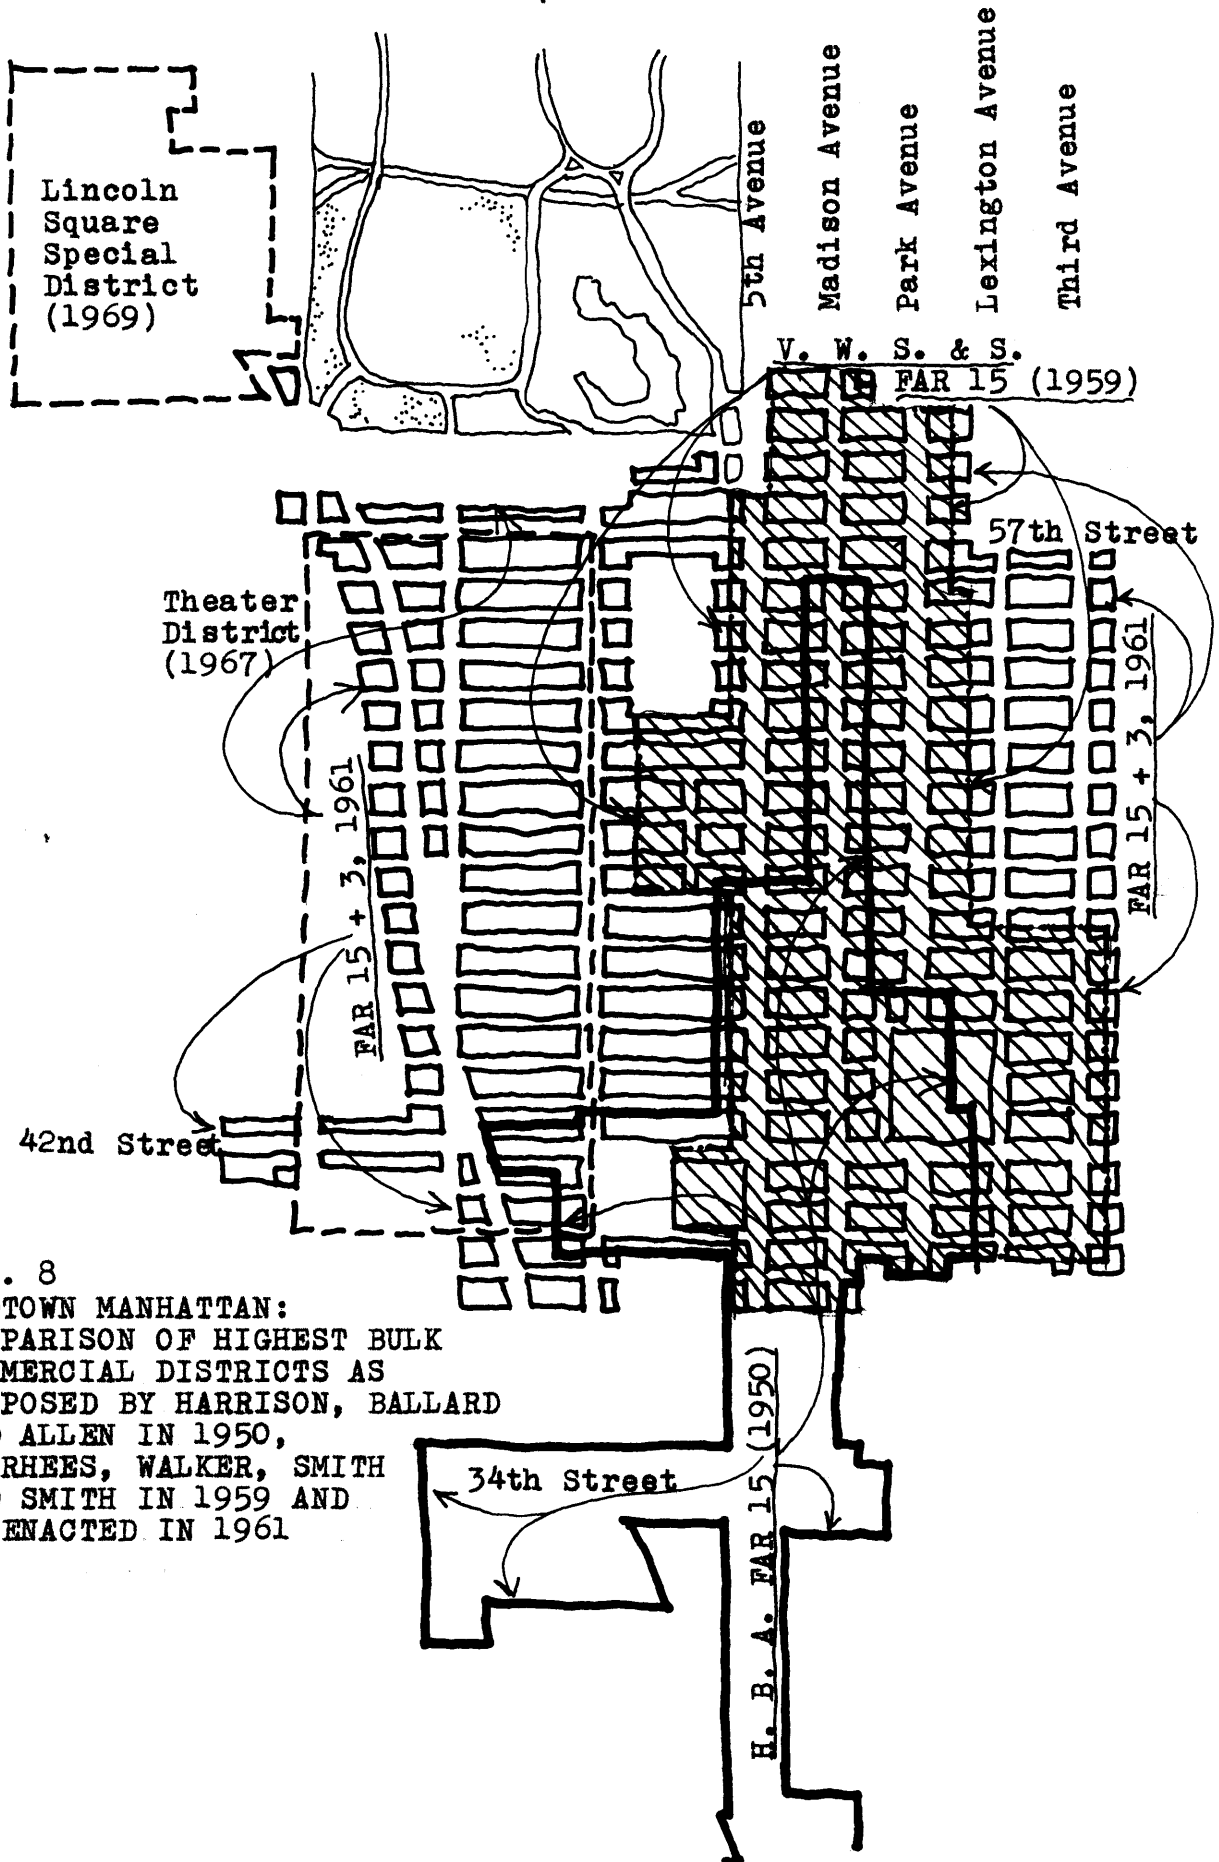 Lincoln
Square
Special
District
(1969)
5th Avenue
Madison Avenue
Park Avenue
Lexington Avenue
Third Avenue
V. W. S. & S.
FAR 15 (1959)
57th Street
Theater
District
(1967)
FAR 15 + 3, 1961
FAR 15 + 3, 1961
42nd Street
. 8
TOWN MANHATTAN:
PARISON OF HIGHEST BULK
MERCIAL DISTRICTS AS
POSED BY HARRISON, BALLARD
ALLEN IN 1950,
RHEES, WALKER, SMITH
SMITH IN 1959 AND
ENACTED IN 1961
34th Street
H. B. A. FAR 15 (1950)